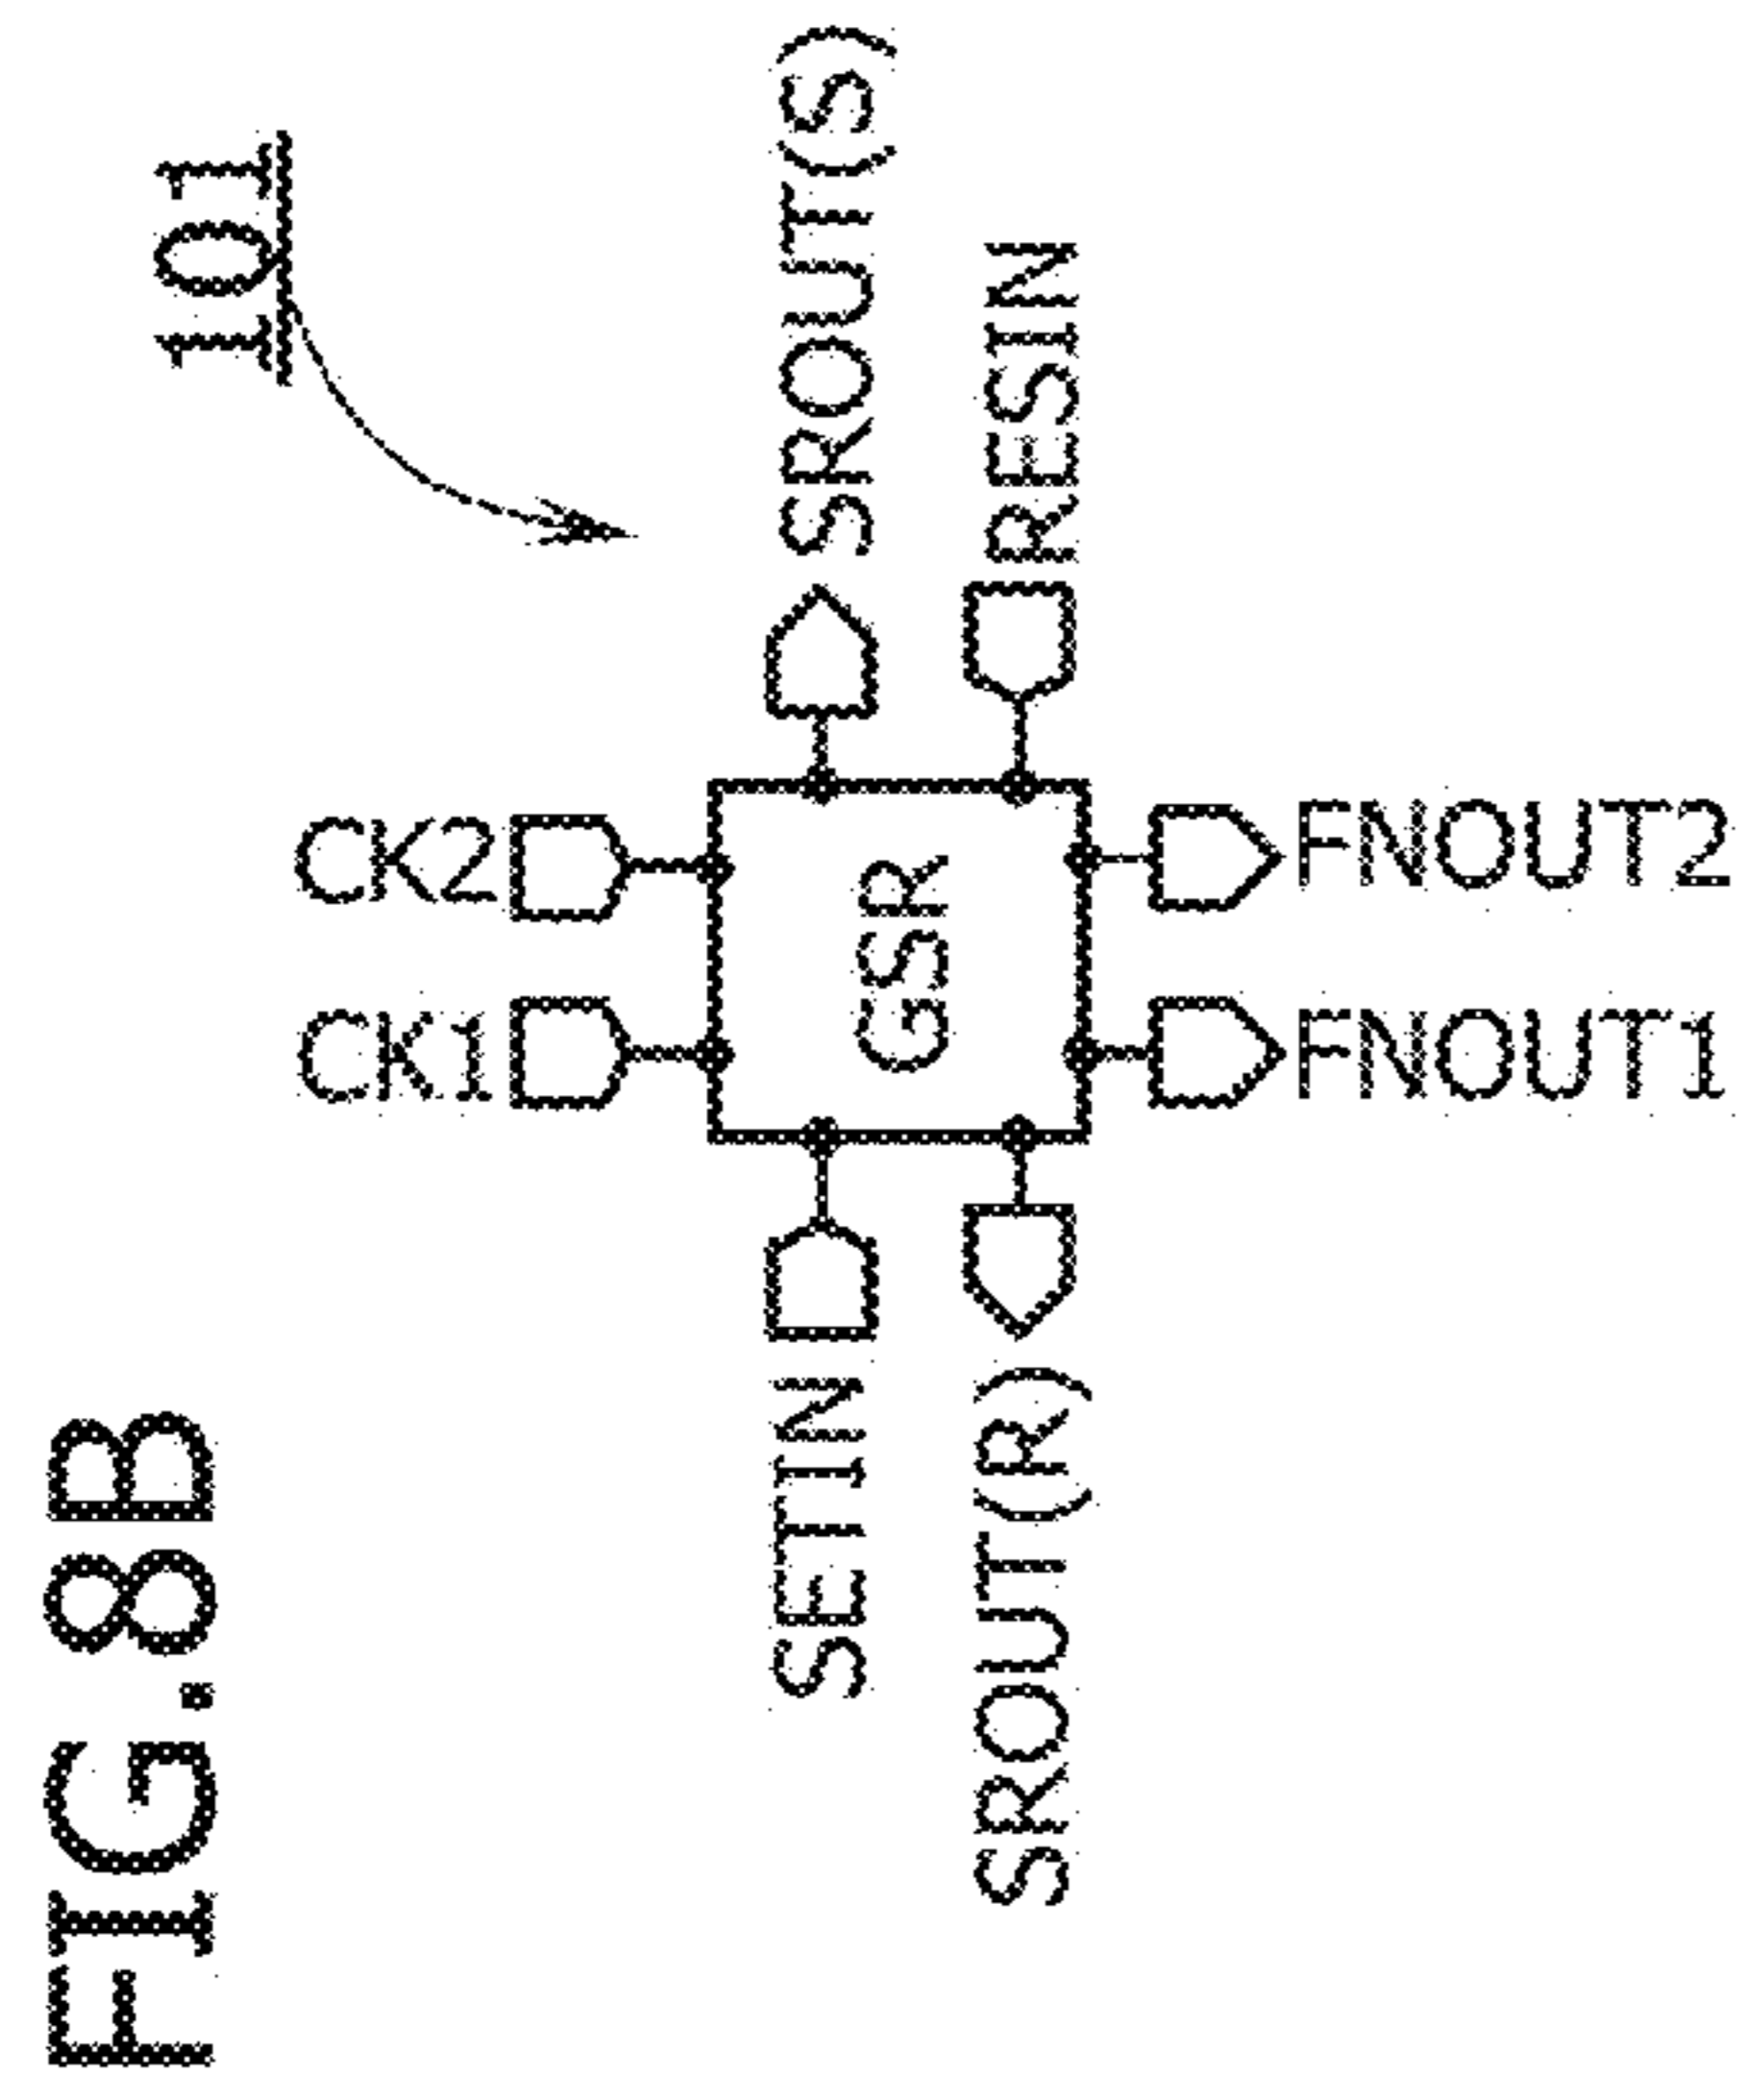 FIG.8B
101
CK1
CK2
SETIN
SROUT(S)
GSR
SROUT(R)
RESIN
FNOUT1
FNOUT2